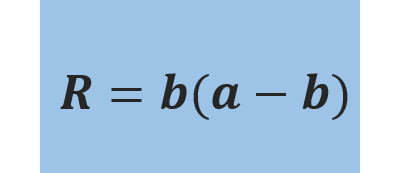 R = b(a − b)